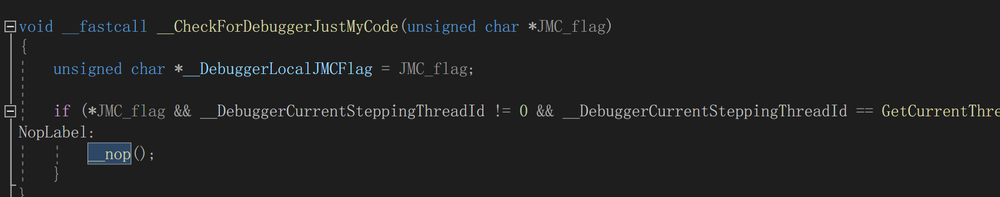 void __fastcall __CheckForDebuggerJustMyCode(unsigned char *JMC_flag)
{
unsigned char *__DebuggerLocalJMCFlag = JMC_flag;
if (*JMC_flag && __DebuggerCurrentSteppingThreadId != 0 && __DebuggerCurrentSteppingThreadId == GetCurrentThre
NopLabel:
__nop();
}
}